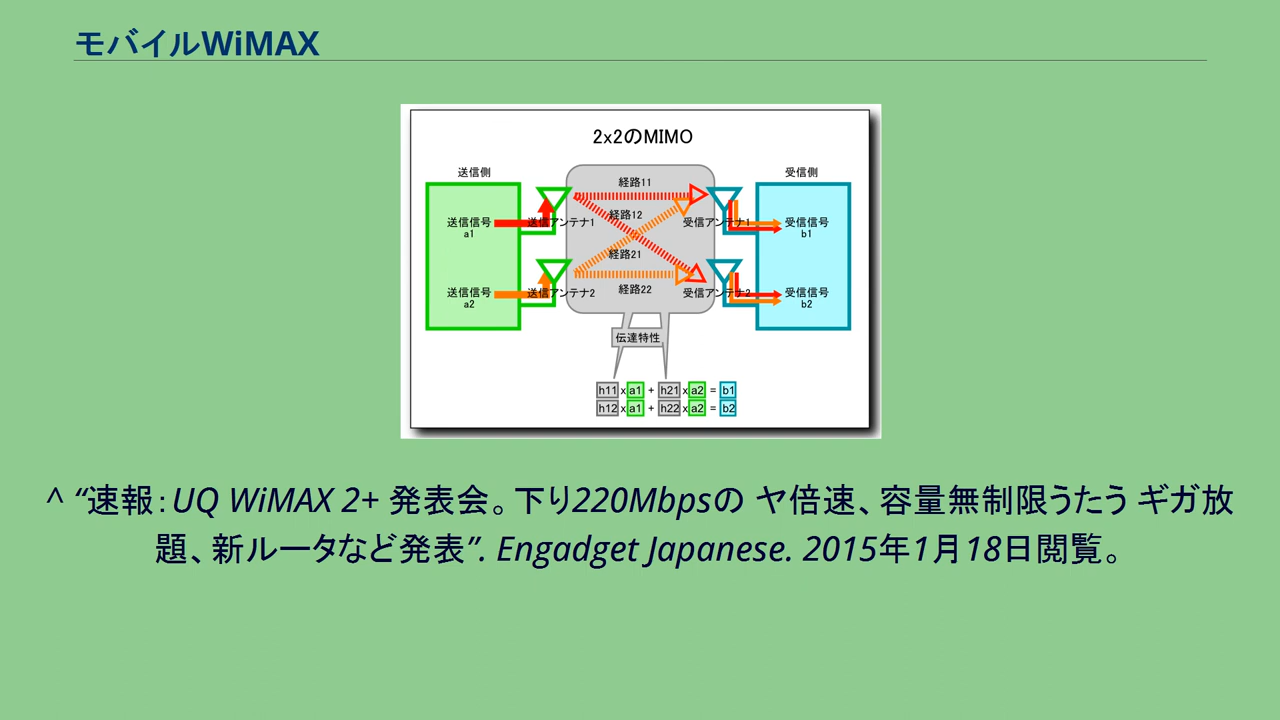 モバイルWiMAX
2x2のMIMO
送信側
受信側
経路11
送信信号
a1
送信アンテナ1
経路12
受信アンテナ1
受信信号
b1
経路21
送信信号
a2
送信アンテナ2
経路22
受信アンテナ2
受信信号
b2
伝達特性
h11 x a1 + h21 x a2 = b1
h12 x a1 + h22 x a2 = b2
^ “速報：UQ WiMAX 2+ 発表会。下り220Mbpsの ヤ倍速、容量無制限うたう ギガ放
題、新ルータなど発表”. Engadget Japanese. 2015年1月18日閲覧。